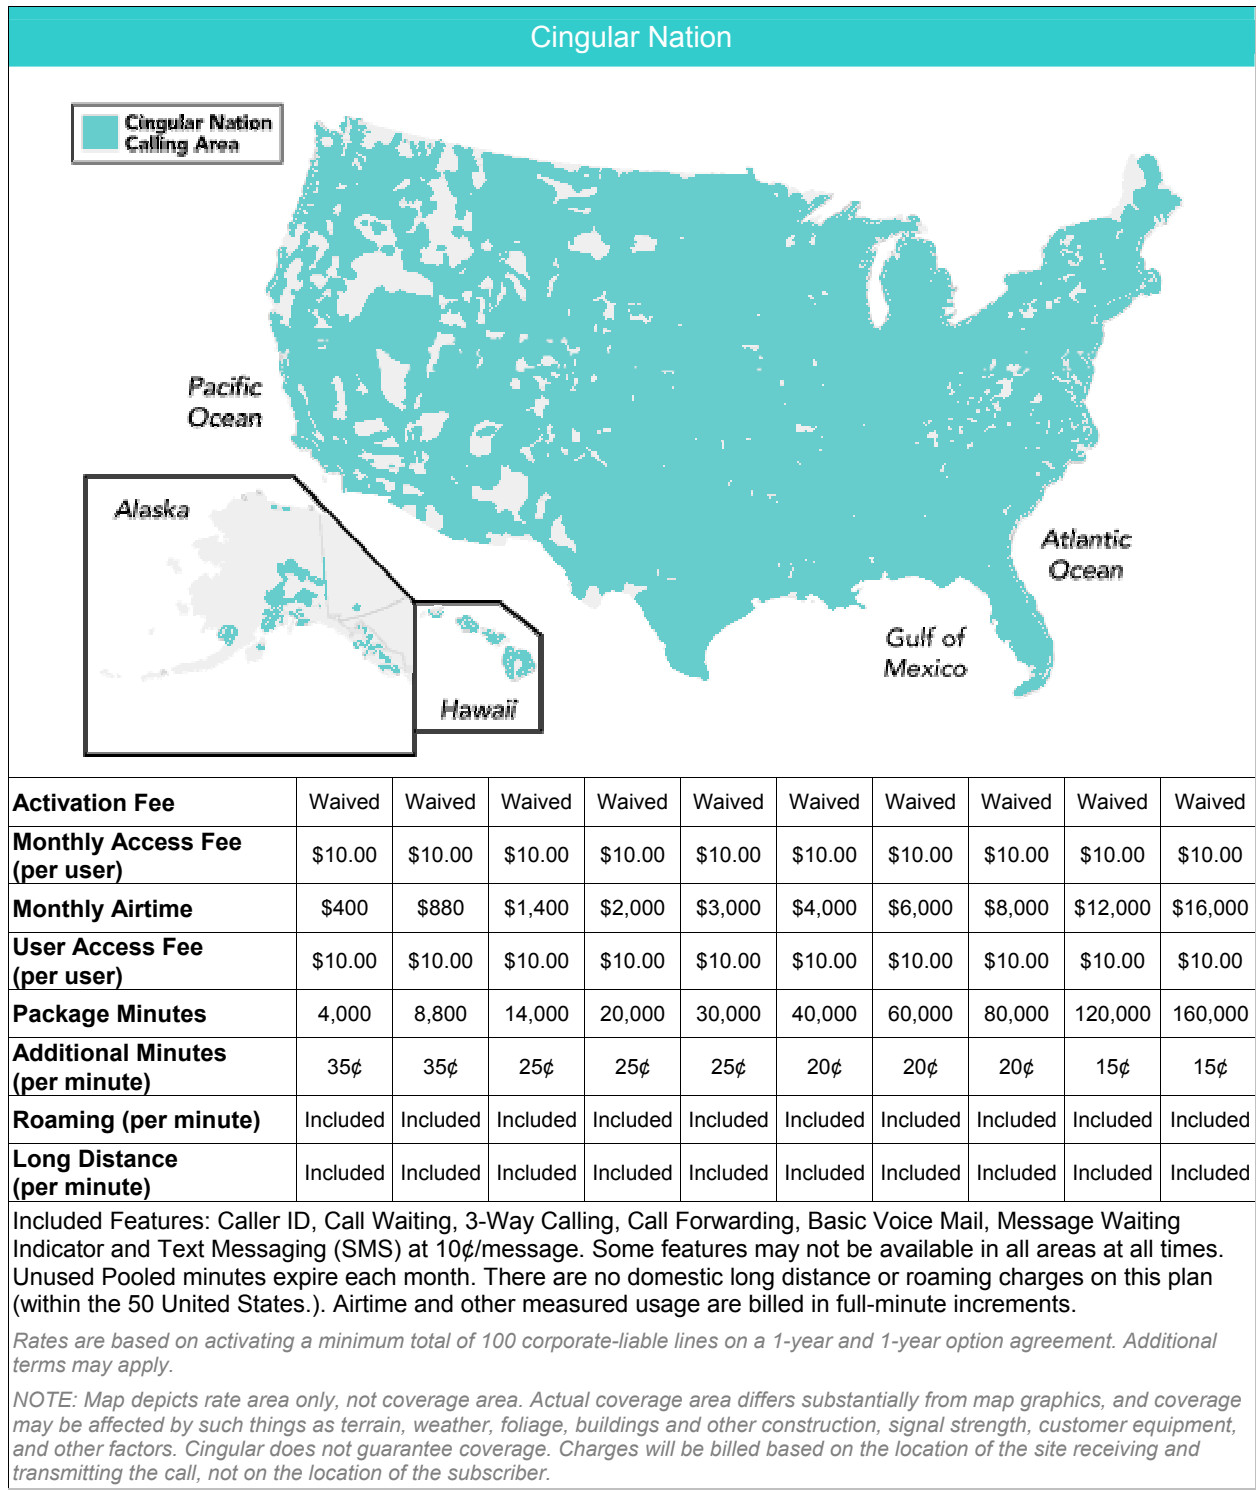 Cingular Nation
Cingular Nation
Calling Area
Pacific
Ocean
Alaska
Atlantic
Ocean
Gulf of
Mexico
Hawaii
Activation Fee Waived Waived Waived Waived Waived Waived Waived Waived Waived Waived
Monthly Access Fee
(per user) $10.00 $10.00 $10.00 $10.00 $10.00 $10.00 $10.00 $10.00 $10.00 $10.00
Monthly Airtime $400 $880 $1,400 $2,000 $3,000 $4,000 $6,000 $8,000 $12,000 $16,000
User Access Fee
(per user) $10.00 $10.00 $10.00 $10.00 $10.00 $10.00 $10.00 $10.00 $10.00 $10.00
Package Minutes 4,000 8,800 14,000 20,000 30,000 40,000 60,000 80,000 120,000 160,000
Additional Minutes
(per minute) 35¢ 35¢ 25¢ 25¢ 25¢ 20¢ 20¢ 20¢ 15¢ 15¢
Roaming (per minute) Included Included Included Included Included Included Included Included Included Included
Long Distance
(per minute) Included Included Included Included Included Included Included Included Included Included
Included Features: Caller ID, Call Waiting, 3-Way Calling, Call Forwarding, Basic Voice Mail, Message Waiting
Indicator and Text Messaging (SMS) at 10¢/message. Some features may not be available in all areas at all times.
Unused Pooled minutes expire each month. There are no domestic long distance or roaming charges on this plan
(within the 50 United States.). Airtime and other measured usage are billed in full-minute increments.
Rates are based on activating a minimum total of 100 corporate-liable lines on a 1-year and 1-year option agreement. Additional
terms may apply.
NOTE: Map depicts rate area only, not coverage area. Actual coverage area differs substantially from map graphics, and coverage
may be affected by such things as terrain, weather, foliage, buildings and other construction, signal strength, customer equipment,
and other factors. Cingular does not guarantee coverage. Charges will be billed based on the location of the site receiving and
transmitting the call, not on the location of the subscriber.